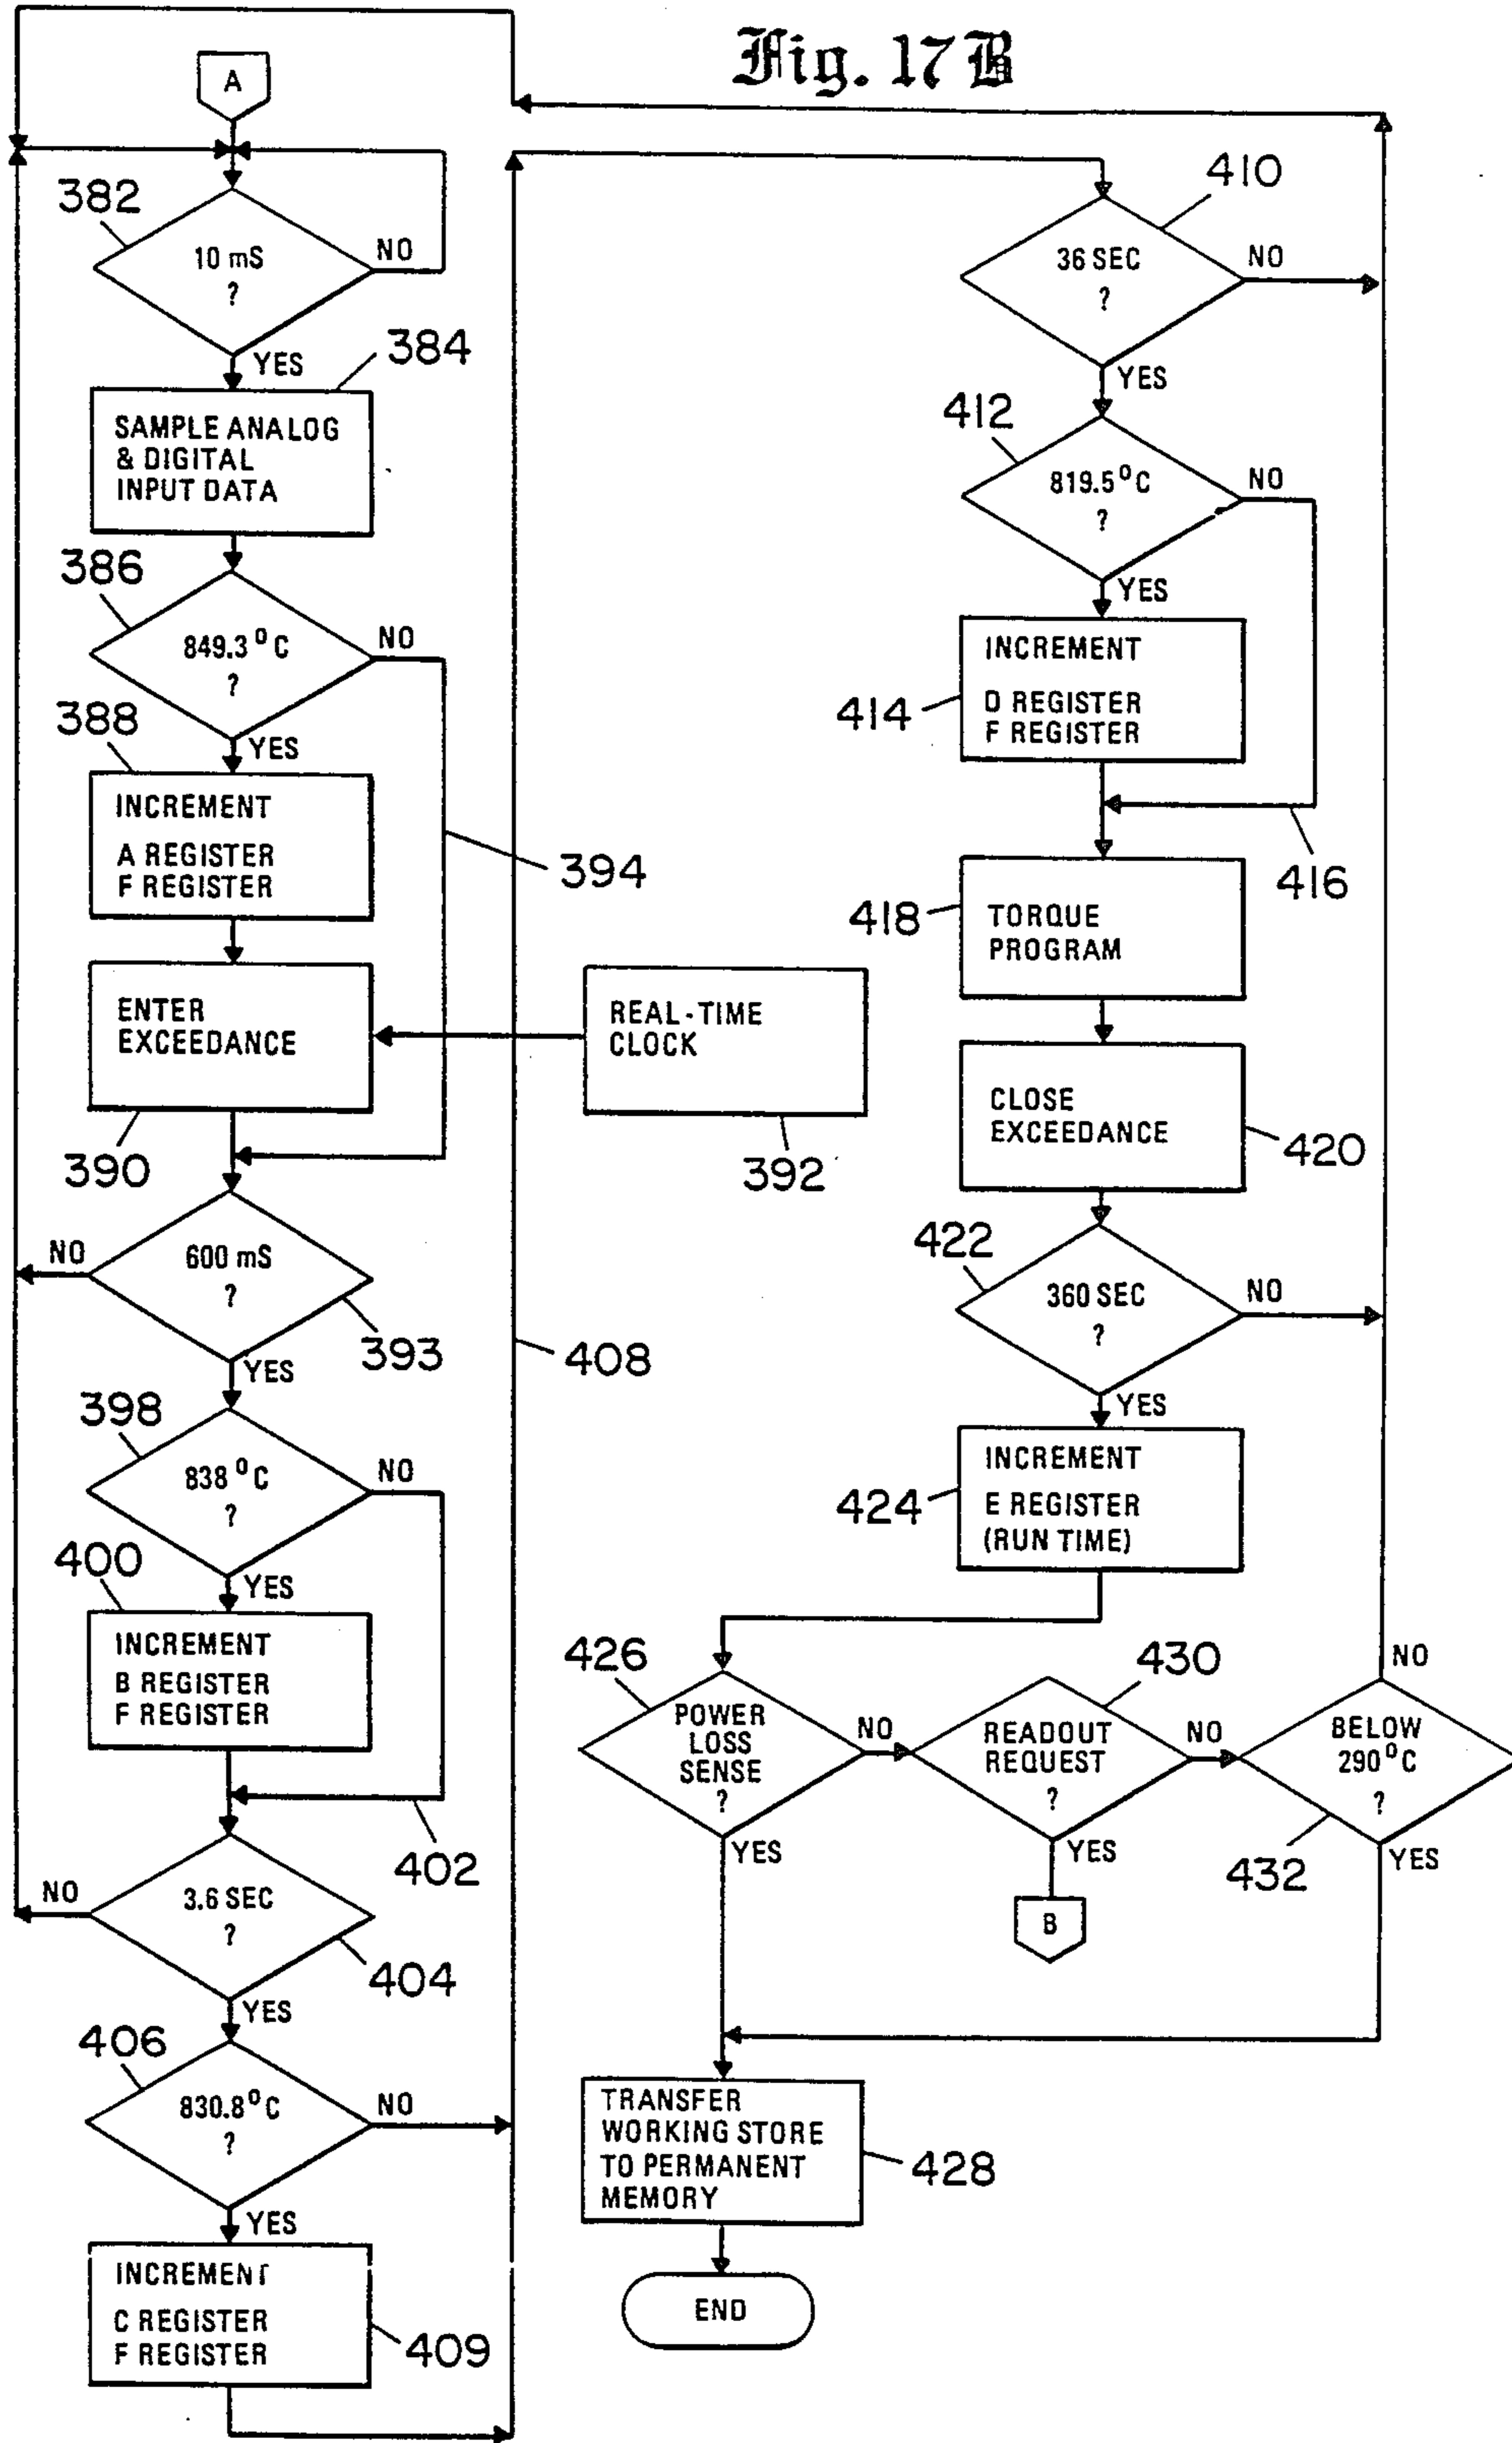 Fig. 17B
A
382
10 mS
?
NO
YES
384
SAMPLE ANALOG
& DIGITAL
INPUT DATA
386
849.3 °C
?
NO
YES
388
INCREMENT
A REGISTER
F REGISTER
394
ENTER
EXCEEDANCE
390
REAL-TIME
CLOCK
392
NO
600 mS
?
393
YES
398
838 °C
?
NO
YES
400
INCREMENT
B REGISTER
F REGISTER
402
NO
3.6 SEC
?
404
YES
406
830.8°C
?
NO
YES
INCREMENT
C REGISTER
F REGISTER
409
408
410
36 SEC
?
NO
YES
412
819.5°C
?
NO
YES
INCREMENT
D REGISTER
F REGISTER
414
416
418
TORQUE
PROGRAM
CLOSE
EXCEEDANCE
420
422
360 SEC
?
NO
YES
INCREMENT
E REGISTER
(RUN TIME)
424
426
POWER
LOSS
SENSE
?
NO
YES
430
READOUT
REQUEST
?
NO
YES
B
NO
BELOW
290°C
?
432
YES
TRANSFER
WORKING STORE
TO PERMANENT
MEMORY
428
END